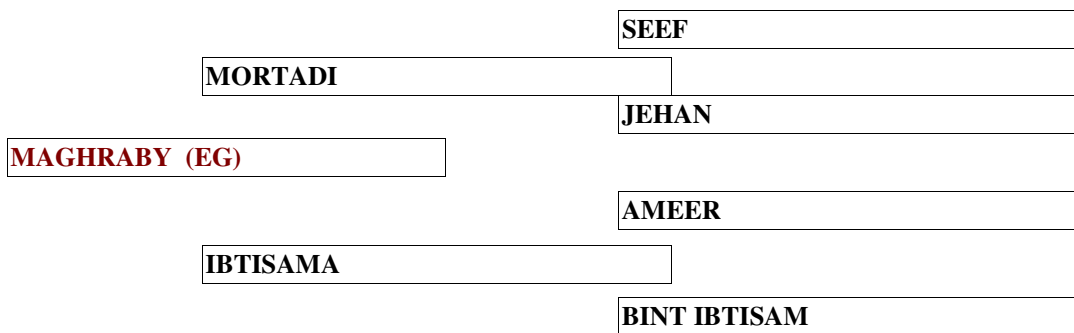 SEEF
MORTADI
JEHAN
MAGHRABY (EG)
AMEER
IBTISAMA
BINT IBTISAM